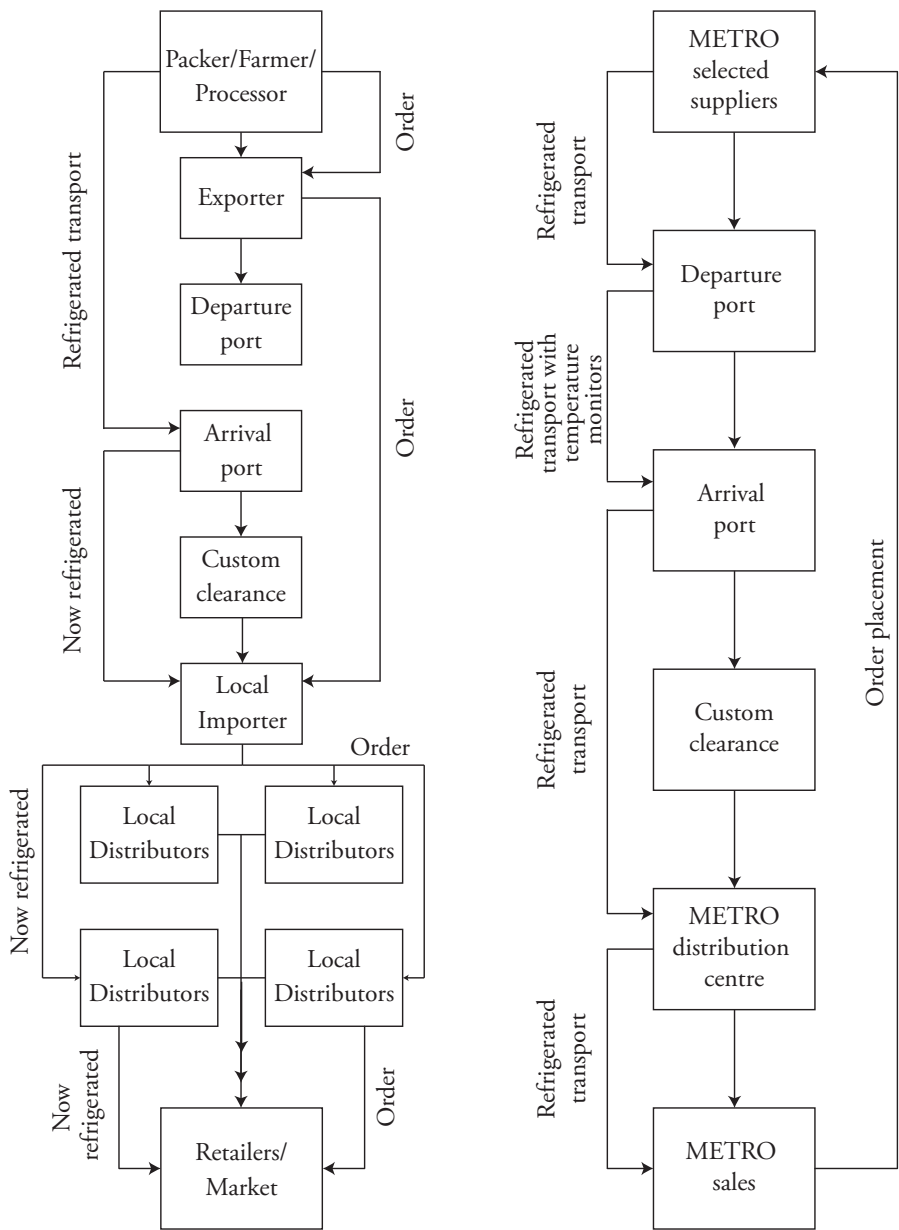 Packer/Farmer/
Processor
Order
Exporter
Refrigerated transport
Departure
port
Order
Arrival
port
Now refrigerated
Custom
clearance
Local
Importer
Order
Local
Distributors
Local
Distributors
Now refrigerated
Local
Distributors
Local
Distributors
Now
refrigerated
Order
Retailers/
Market
METRO
selected
suppliers
Refrigerated
transport
Departure
port
Refrigerated
transport with
temperature
monitors
Arrival
port
Order placement
Refrigerated
transport
Custom
clearance
METRO
distribution
centre
Refrigerated
transport
METRO
sales